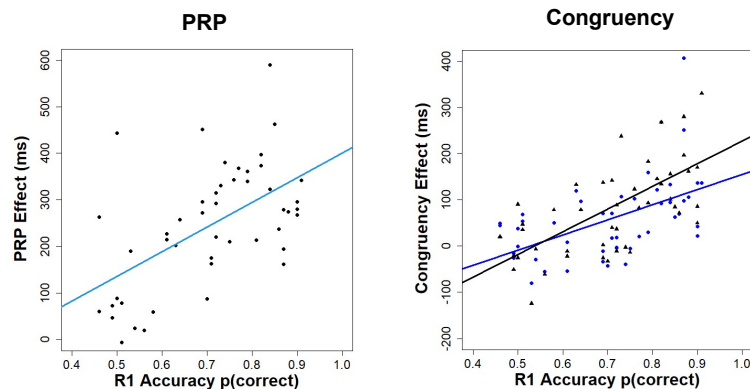 PRP
PRP Effect (ms)
600
500
400
300
200
100
0
0.4 0.5 0.6 0.7 0.8 0.9 1.0
R1 Accuracy p(correct)
Congruency
Congruency Effect (ms)
400
300
200
100
0
-100
-200
0.4 0.5 0.6 0.7 0.8 0.9 1.0
R1 Accuracy p(correct)